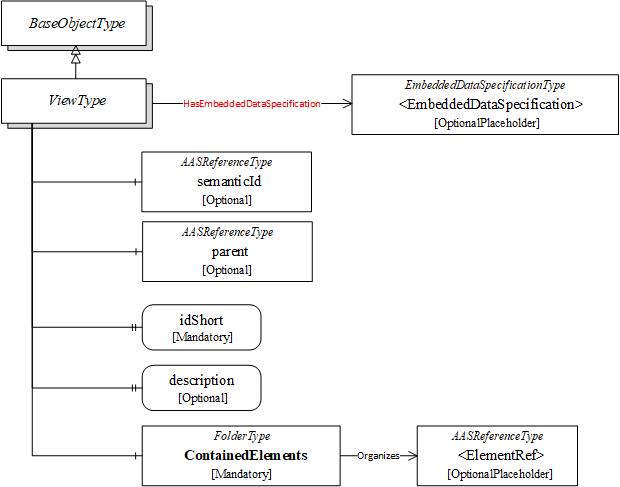 BaseObjectType
ViewType
HasEmbeddedDataSpecification
EmbeddedDataSpecificationType
<EmbeddedDataSpecification>
[OptionalPlaceholder]
AASReferenceType
semanticId
[Optional]
AASReferenceType
parent
[Optional]
idShort
[Mandatory]
description
[Optional]
FolderType
ContainedElements
[Mandatory]
Organizes
AASReferenceType
<ElementRef>
[OptionalPlaceholder]